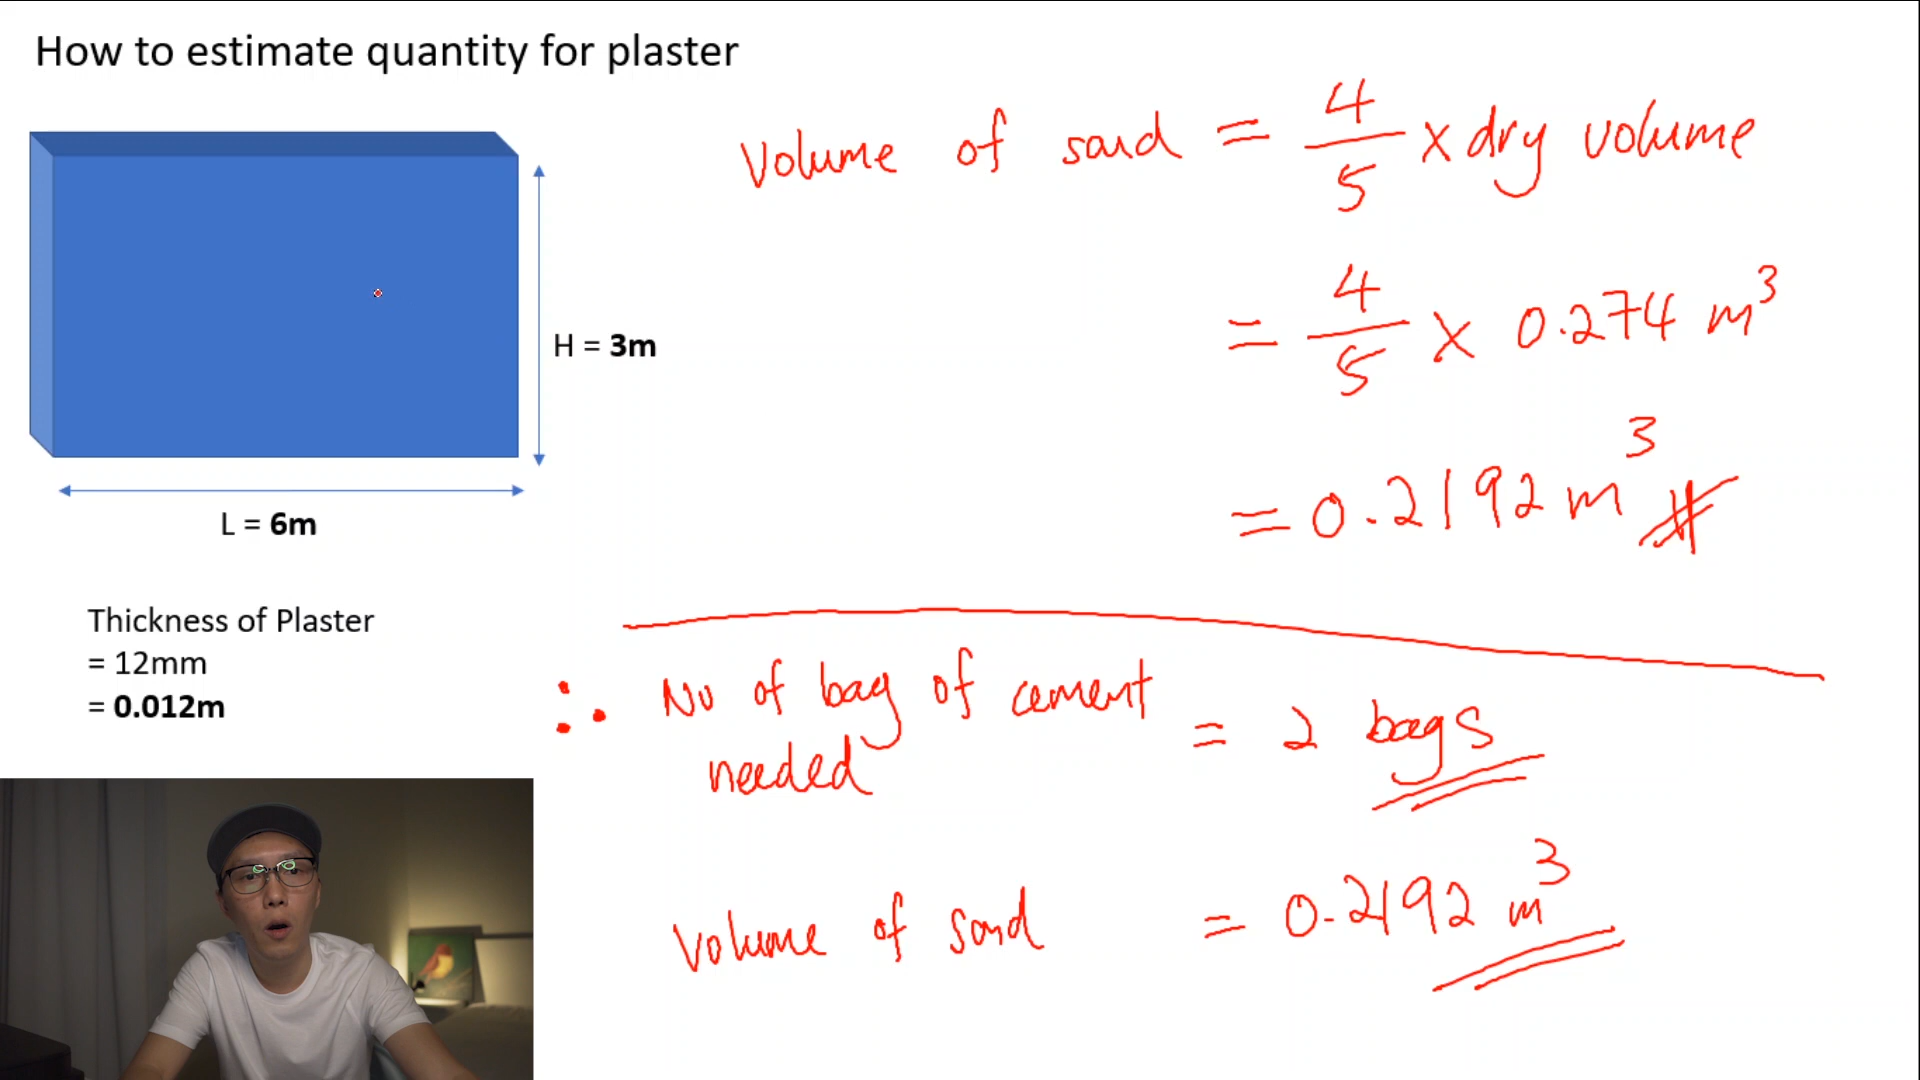 How to estimate quantity for plaster
H = 3m
L = 6m
Thickness of Plaster
= 12mm
= 0.012m
Volume of sand = 4/5 x dry volume
= 4/5 x 0.274 m³
= 0.2192 m³ #
∴ No of bag of cement needed = 2 bags
Volume of sand = 0.2192 m³